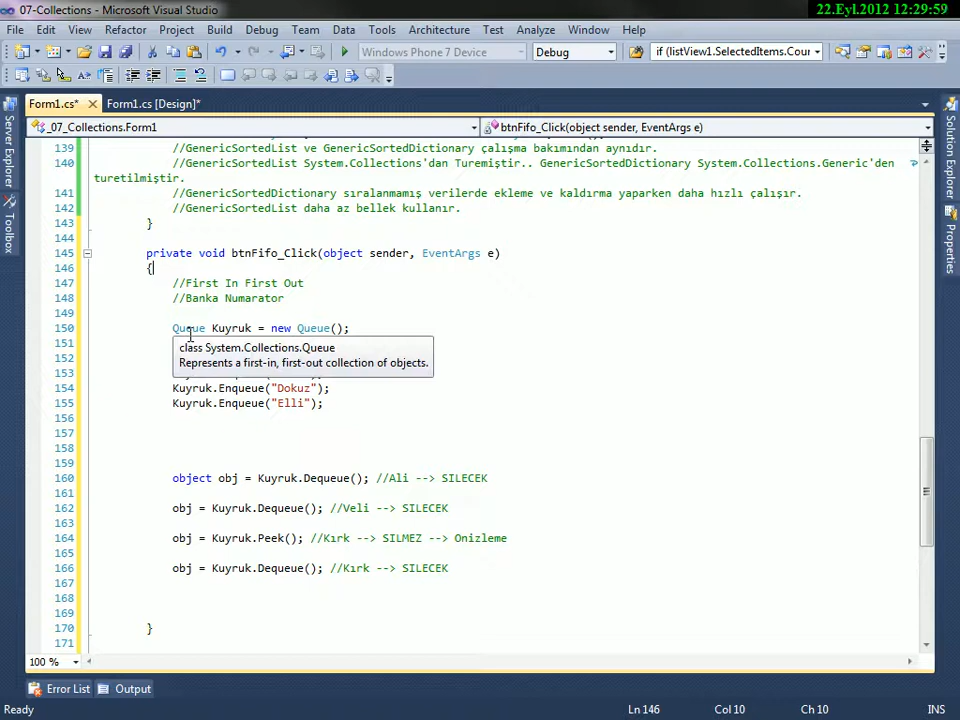 07-Collections - Microsoft Visual Studio
22.Eyl.2012 12:29:59
File Edit View Refactor Project Build Debug Team Data Tools Architecture Test Analyze Window Help
Windows Phone 7 Device Debug if (listView1.SelectedItems.Cour
Form1.cs* Form1.cs [Design]*
_07_Collections.Form1 btnFifo_Click(object sender, EventArgs e)
139 //GenericSortedList ve GenericSortedDictionary çalışma bakımından aynıdır.
140 //GenericSortedList System.Collections'dan Turemiştir.. GenericSortedDictionary System.Collections.Generic'den
turetilmiştir.
141 //GenericSortedDictionary sıralanmamış verilerde ekleme ve kaldırma yaparken daha hızlı çalışır.
142 //GenericSortedList daha az bellek kullanır.
143 }
144
145 private void btnFifo_Click(object sender, EventArgs e)
146 {
147 //First In First Out
148 //Banka Numarator
149
150 Queue Kuyruk = new Queue();
151 class System.Collections.Queue
152 Represents a first-in, first-out collection of objects.
153
154 Kuyruk.Enqueue("Dokuz");
155 Kuyruk.Enqueue("Elli");
156
157
158
159
160 object obj = Kuyruk.Dequeue(); //Ali --> SILECEK
161
162 obj = Kuyruk.Dequeue(); //Veli --> SILECEK
163
164 obj = Kuyruk.Peek(); //Kırk --> SILMEZ --> Onizleme
165
166 obj = Kuyruk.Dequeue(); //Kırk --> SILECEK
167
168
169
170 }
171
100 %
Error List Output
Ready Ln 146 Col 10 Ch 10 INS
Server Explorer
Toolbox
Solution Explorer
Properties